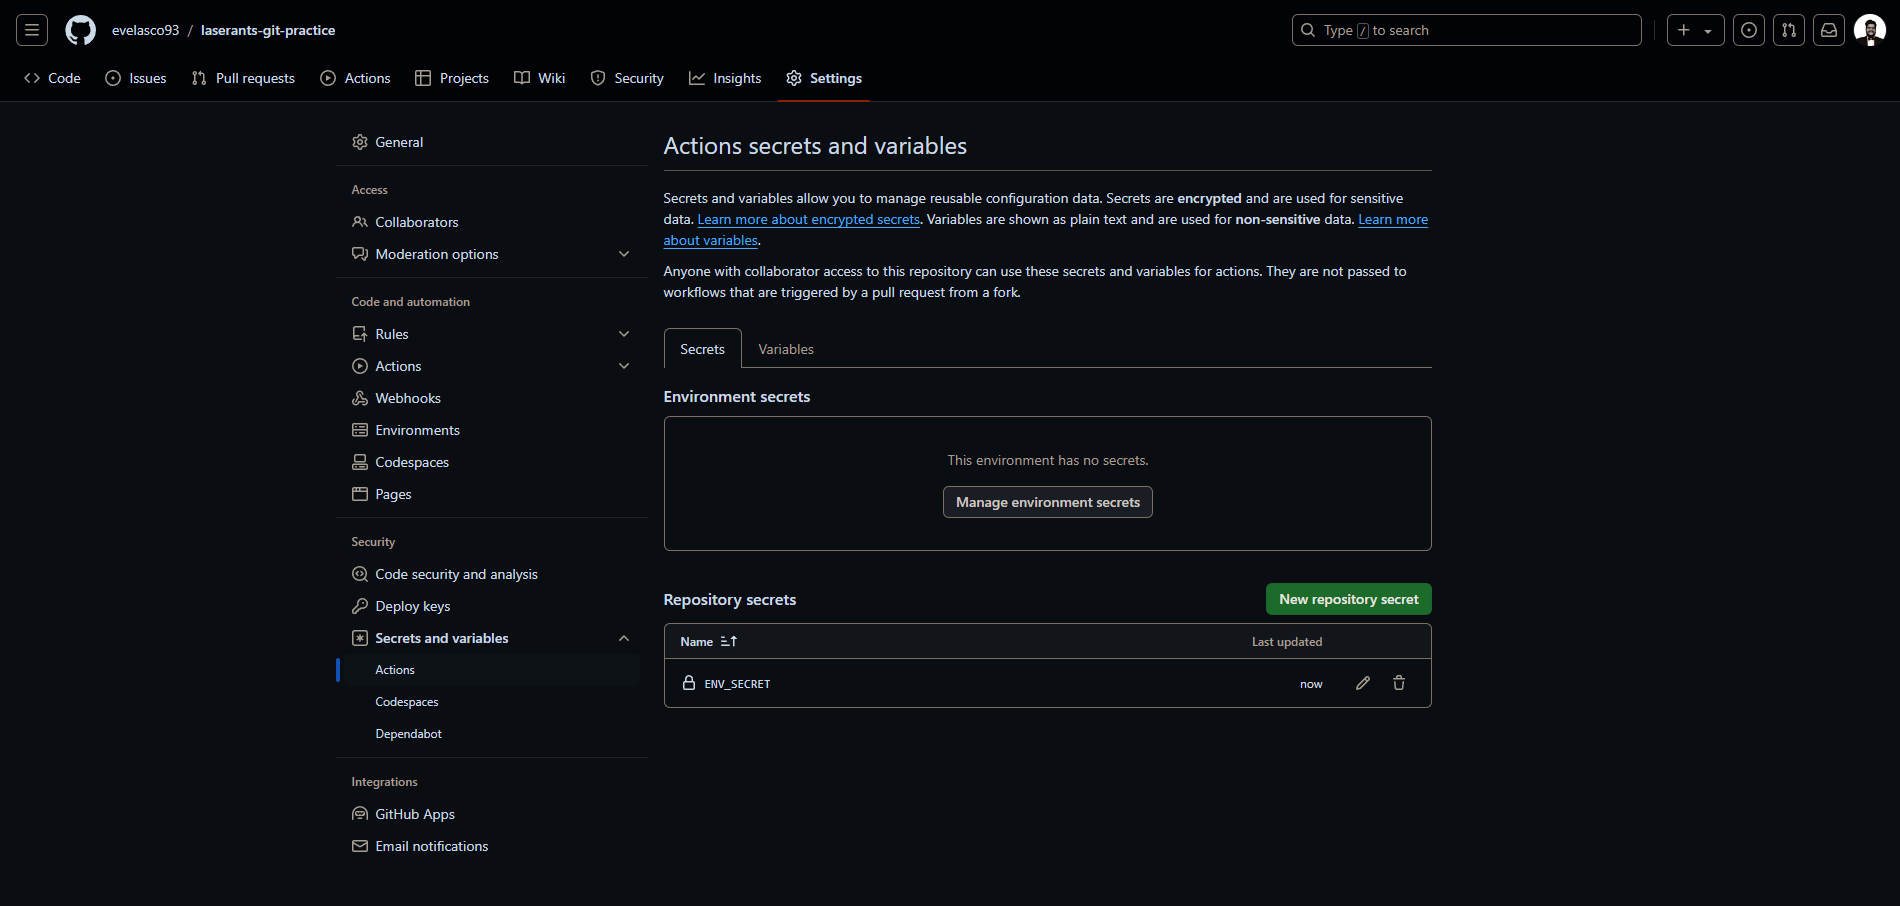 evelasco93 / laserants-git-practice
Type / to search
Code
Issues
Pull requests
Actions
Projects
Wiki
Security
Insights
Settings
General
Access
Collaborators
Moderation options
Code and automation
Rules
Actions
Webhooks
Environments
Codespaces
Pages
Security
Code security and analysis
Deploy keys
Secrets and variables
Actions
Codespaces
Dependabot
Integrations
GitHub Apps
Email notifications
Actions secrets and variables
Secrets and variables allow you to manage reusable configuration data. Secrets are encrypted and are used for sensitive
data. Learn more about encrypted secrets. Variables are shown as plain text and are used for non-sensitive data. Learn more
about variables.
Anyone with collaborator access to this repository can use these secrets and variables for actions. They are not passed to
workflows that are triggered by a pull request from a fork.
Secrets
Variables
Environment secrets
This environment has no secrets.
Manage environment secrets
Repository secrets
New repository secret
Name
Last updated
ENV_SECRET
now